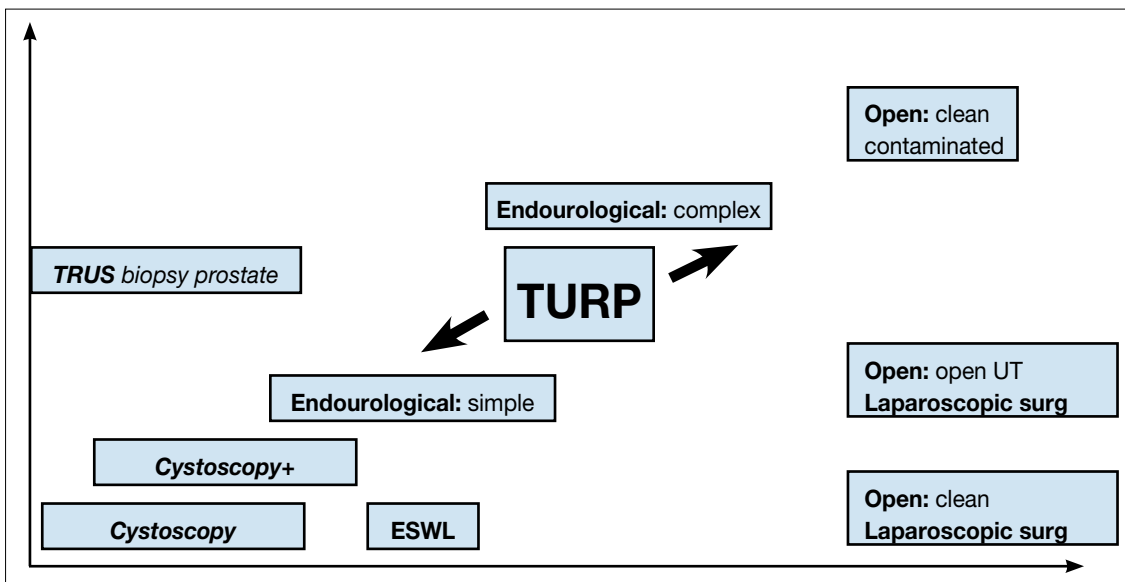 Open: clean
contaminated
Endourological: complex
TRUS biopsy prostate
TURP
Open: open UT
Laparoscopic surg
Endourological: simple
Cystoscopy+
Cystoscopy
ESWL
Open: clean
Laparoscopic surg